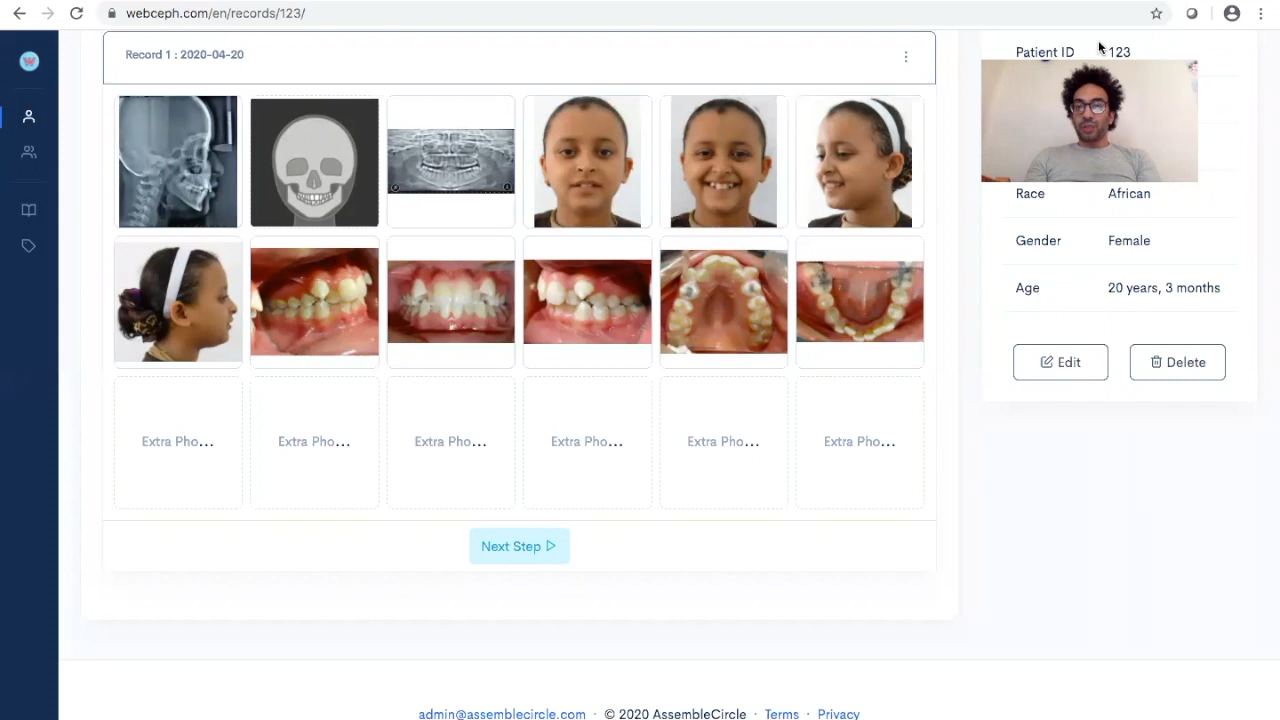 webceph.com/en/records/123/
Record 1 : 2020-04-20
Patient ID 123
Race African
Gender Female
Age 20 years, 3 months
Edit
Delete
Extra Pho... Extra Pho... Extra Pho... Extra Pho... Extra Pho... Extra Pho...
Next Step
admin@assemblecircle.com · © 2020 AssembleCircle · Terms · Privacy